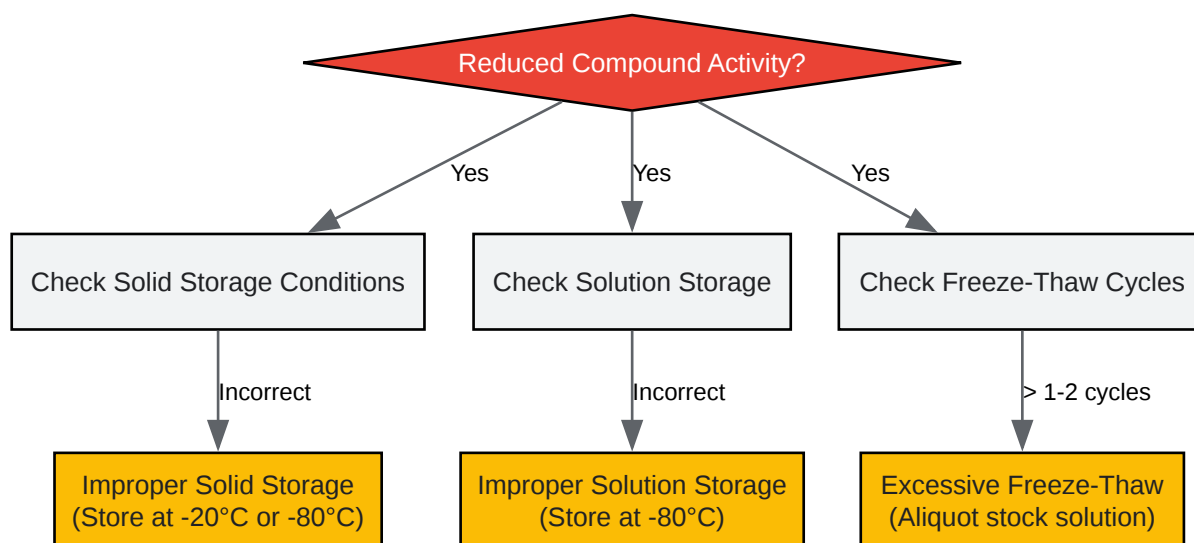 Reduced Compound Activity?
Yes
Yes
Yes
Check Solid Storage Conditions
Check Solution Storage
Check Freeze-Thaw Cycles
Incorrect
Incorrect
> 1-2 cycles
Improper Solid Storage
(Store at -20°C or -80°C)
Improper Solution Storage
(Store at -80°C)
Excessive Freeze-Thaw
(Aliquot stock solution)